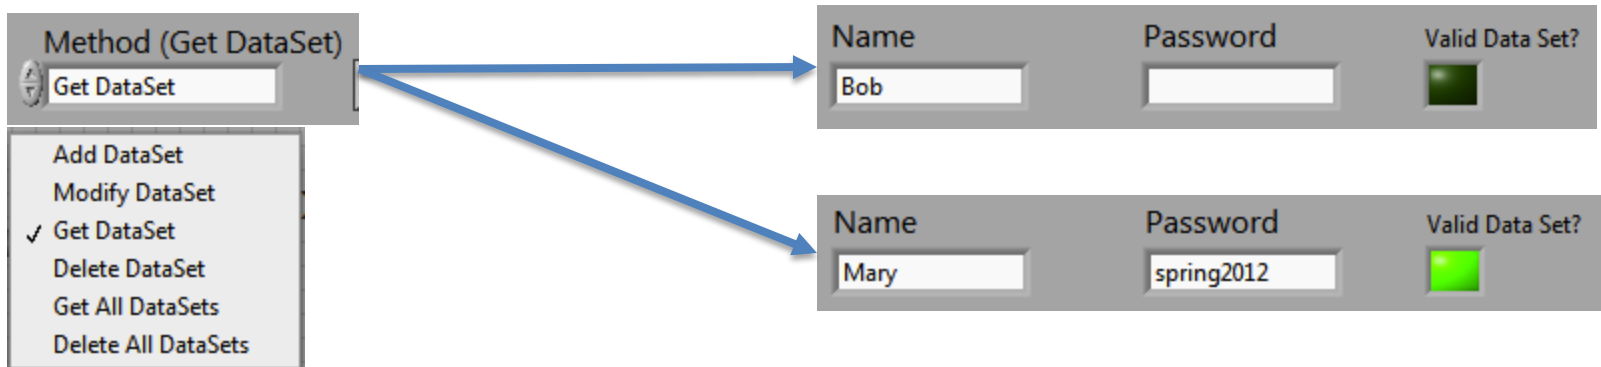 Method (Get DataSet)
Get DataSet
Add DataSet
Modify DataSet
Get DataSet
Delete DataSet
Get All DataSets
Delete All DataSets
Name Password Valid Data Set?
Bob
Name Password Valid Data Set?
Mary spring2012